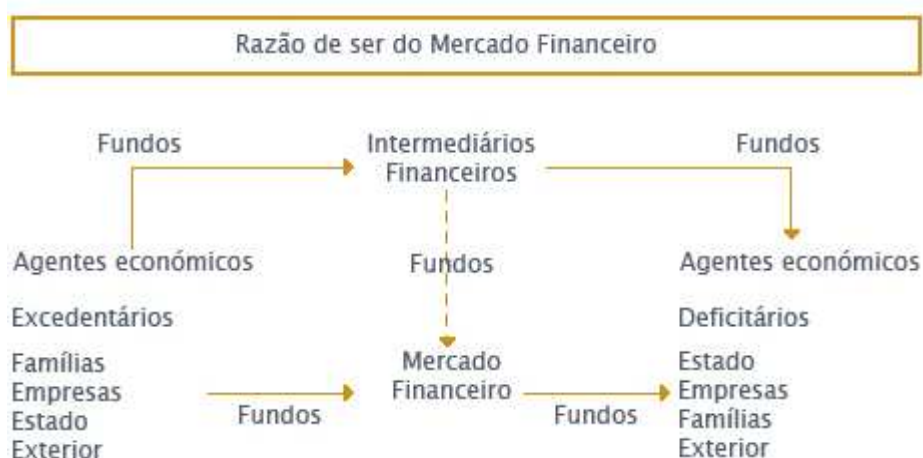 Razão de ser do Mercado Financeiro
Fundos
Intermediários
Financeiros
Fundos
Agentes económicos
Fundos
Agentes económicos
Excedentários
Deficitários
Famílias
Empresas
Estado
Exterior
Fundos
Mercado
Financeiro
Fundos
Estado
Empresas
Famílias
Exterior